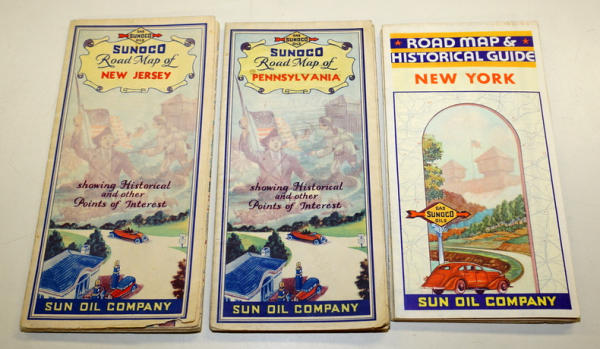 GAS
SUNOCO
OILS
SUNOCO
Road Map of
NEW JERSEY
showing Historical
and other
Points of Interest
SUN OIL COMPANY
GAS
SUNOCO
OILS
SUNOCO
Road Map of
PENNSYLVANIA
showing Historical
and other
Points of Interest
SUN OIL COMPANY
ROAD MAP &
HISTORICAL GUIDE
NEW YORK
GAS
SUNOCO
OILS
SUN OIL COMPANY